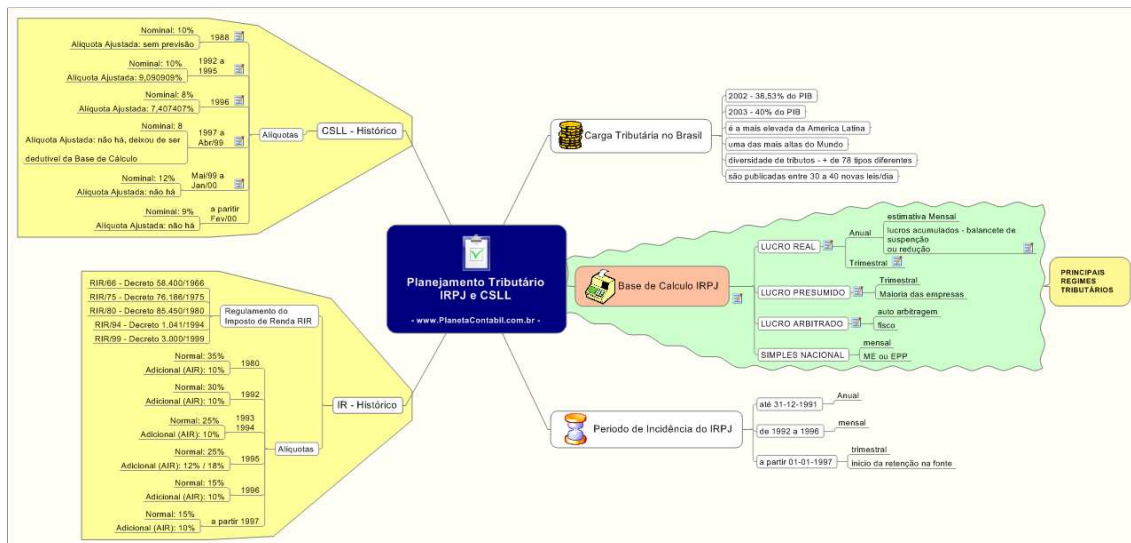 Planejamento Tributário
IRPJ e CSLL
- www.PlanetaContabil.com.br -
CSLL - Histórico
Alíquotas
1988
Nominal: 10%
Alíquota Ajustada: sem previsão
1992 a
1995
Nominal: 10%
Alíquota Ajustada: 9,090909%
1996
Nominal: 8%
Alíquota Ajustada: 7,407407%
1997 a
Abr/99
Nominal: 8
Alíquota Ajustada: não há, deixou de ser
dedutível da Base de Cálculo
Mai/99 a
Jan/00
Nominal: 12%
Alíquota Ajustada: não há
a paritir
Fev/00
Nominal: 9%
Alíquota Ajustada: não há
IR - Histórico
Regulamento do
Imposto de Renda RIR
RIR/66 - Decreto 58.400/1966
RIR/75 - Decreto 76.186/1975
RIR/80 - Decreto 85.450/1980
RIR/94 - Decreto 1.041/1994
RIR/99 - Decreto 3.000/1999
Alíquotas
1980
Normal: 35%
Adicional (AIR): 10%
1992
Normal: 30%
Adicional (AIR): 10%
1993
1994
Normal: 25%
Adicional (AIR): 10%
1995
Normal: 25%
Adicional (AIR): 12% / 18%
1996
Normal: 15%
Adicional (AIR): 10%
a partir 1997
Normal: 15%
Adicional (AIR): 10%
Carga Tributária no Brasil
2002 - 38,53% do PIB
2003 - 40% do PIB
é a mais elevada da America Latina
uma das mais altas do Mundo
diversidade de tributos - + de 78 tipos diferentes
são publicadas entre 30 a 40 novas leis/dia
Base de Calculo IRPJ
LUCRO REAL
Anual
estimativa Mensal
lucros acumulados - balancete de
suspenção
ou redução
Trimestral
LUCRO PRESUMIDO
Trimestral
Maioria das empresas
LUCRO ARBITRADO
auto arbitragem
fisco
SIMPLES NACIONAL
mensal
ME ou EPP
PRINCIPAIS
REGIMES
TRIBUTÁRIOS
Periodo de Incidência do IRPJ
até 31-12-1991
Anual
de 1992 a 1996
mensal
a partir 01-01-1997
trimestral
inicio da retenção na fonte